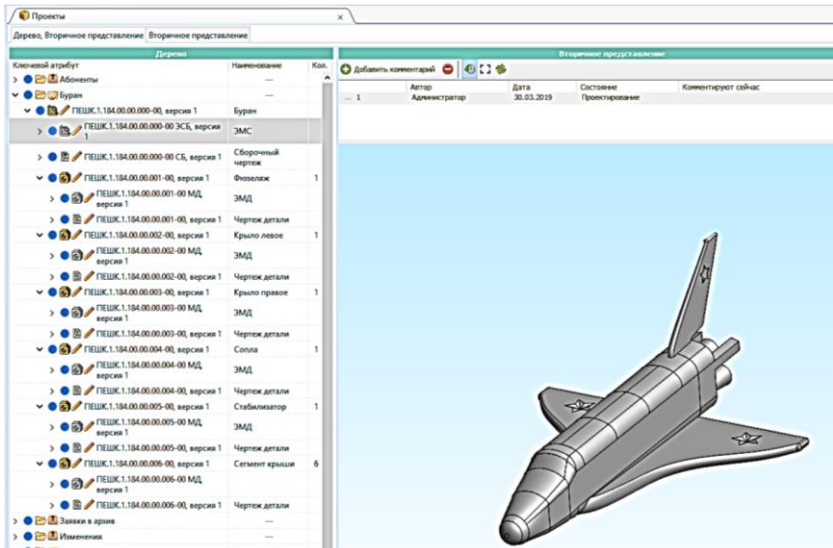 Проекты
Дерево, Вторичное представление Вторичное представление
Дерево
Ключевой атрибут Наименование Кол.
Абоненты —
Буран —
ПЕШК.1.184.00.00.000-00, версия 1 Буран
ПЕШК.1.184.00.00.000-00 ЭСБ, версия
1 ЭМС
ПЕШК.1.184.00.00.000-00 СБ, версия 1 Сборочный
чертеж
ПЕШК.1.184.00.00.001-00, версия 1 Фюзеляж 1
ПЕШК.1.184.00.00.001-00 МД,
версия 1 ЭМД
ПЕШК.1.184.00.00.001-00, версия 1 Чертеж детали
ПЕШК.1.184.00.00.002-00, версия 1 Крыло левое 1
ПЕШК.1.184.00.00.002-00 МД,
версия 1 ЭМД
ПЕШК.1.184.00.00.002-00, версия 1 Чертеж детали
ПЕШК.1.184.00.00.003-00, версия 1 Крыло правое 1
ПЕШК.1.184.00.00.003-00 МД,
версия 1 ЭМД
ПЕШК.1.184.00.00.003-00, версия 1 Чертеж детали
ПЕШК.1.184.00.00.004-00, версия 1 Сопла 1
ПЕШК.1.184.00.00.004-00 МД,
версия 1 ЭМД
ПЕШК.1.184.00.00.004-00, версия 1 Чертеж детали
ПЕШК.1.184.00.00.005-00, версия 1 Стабилизатор 1
ПЕШК.1.184.00.00.005-00 МД,
версия 1 ЭМД
ПЕШК.1.184.00.00.005-00, версия 1 Чертеж детали
ПЕШК.1.184.00.00.006-00, версия 1 Сегмент крыши 6
ПЕШК.1.184.00.00.006-00 МД,
версия 1 ЭМД
ПЕШК.1.184.00.00.006-00, версия 1 Чертеж детали
Заявки в архив —
Изменения —
Вторичное представление
Добавить комментарий
Автор Дата Состояние Комментируют сейчас
... 1 Администратор 30.03.2019 Проектирование